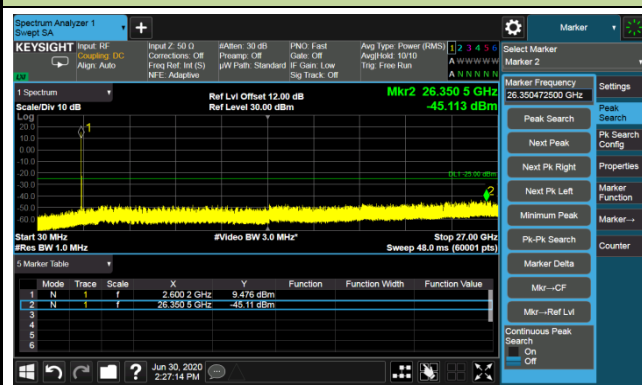 Spectrum Analyzer 1
Swept SA
+
Marker
KEYSIGHT
Input: RF
Coupling: DC
Align: Auto
Input Z: 50 Ω
Corrections: Off
Freq Ref: Int (S)
NFE: Adaptive
#Atten: 30 dB
Preamp: Off
µW Path: Standard
PNO: Fast
Gate: Off
IF Gain: Low
Sig Track: Off
Avg Type: Power (RMS)
Avg|Hold: 10/10
Trig: Free Run
1 2 3 4 5 6
A W W W W W
A N N N N N
LXI
Select Marker
Marker 2
1 Spectrum
Scale/Div 10 dB
Ref Lvl Offset 12.00 dB
Ref Level 30.00 dBm
Mkr2 26.350 5 GHz
-45.113 dBm
Log
20.0
10.0
0.00
-10.0
-20.0
-30.0
-40.0
-50.0
-60.0
1
DL1 -25.00 dBm
2
Start 30 MHz
#Res BW 1.0 MHz
#Video BW 3.0 MHz*
Stop 27.00 GHz
Sweep 48.0 ms (60001 pts)
5 Marker Table
Mode Trace Scale X Y Function Function Width Function Value
1 N 1 f 2.600 2 GHz 9.476 dBm
2 N 1 f 26.350 5 GHz -45.11 dBm
3
4
5
6
Marker Frequency
26.350472500 GHz
Peak Search
Next Peak
Next Pk Right
Next Pk Left
Minimum Peak
Pk-Pk Search
Marker Delta
Mkr→CF
Mkr→Ref Lvl
Continuous Peak
Search
On
Off
Settings
Peak
Search
Pk Search
Config
Properties
Marker
Function
Marker→
Counter
?
Jun 30, 2020
2:27:14 PM